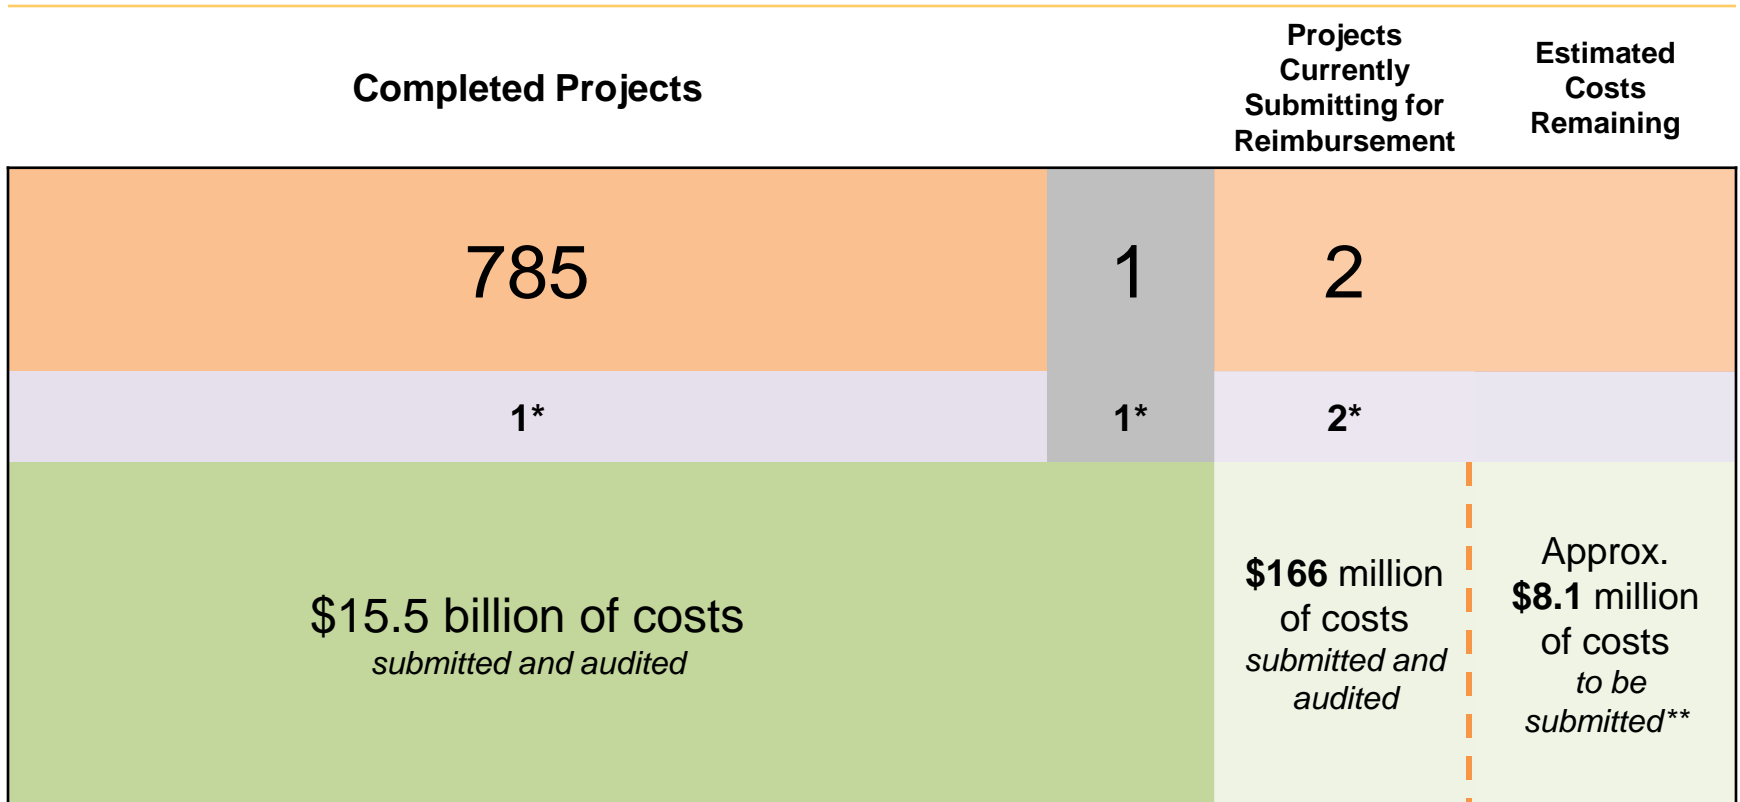 Completed Projects
Projects
Currently
Submitting for
Reimbursement
Estimated
Costs
Remaining
785
1
2
1*
1*
2*
$15.5 billion of costs
submitted and audited
$166 million
of costs
submitted and
audited
Approx.
$8.1 million
of costs
to be
submitted**